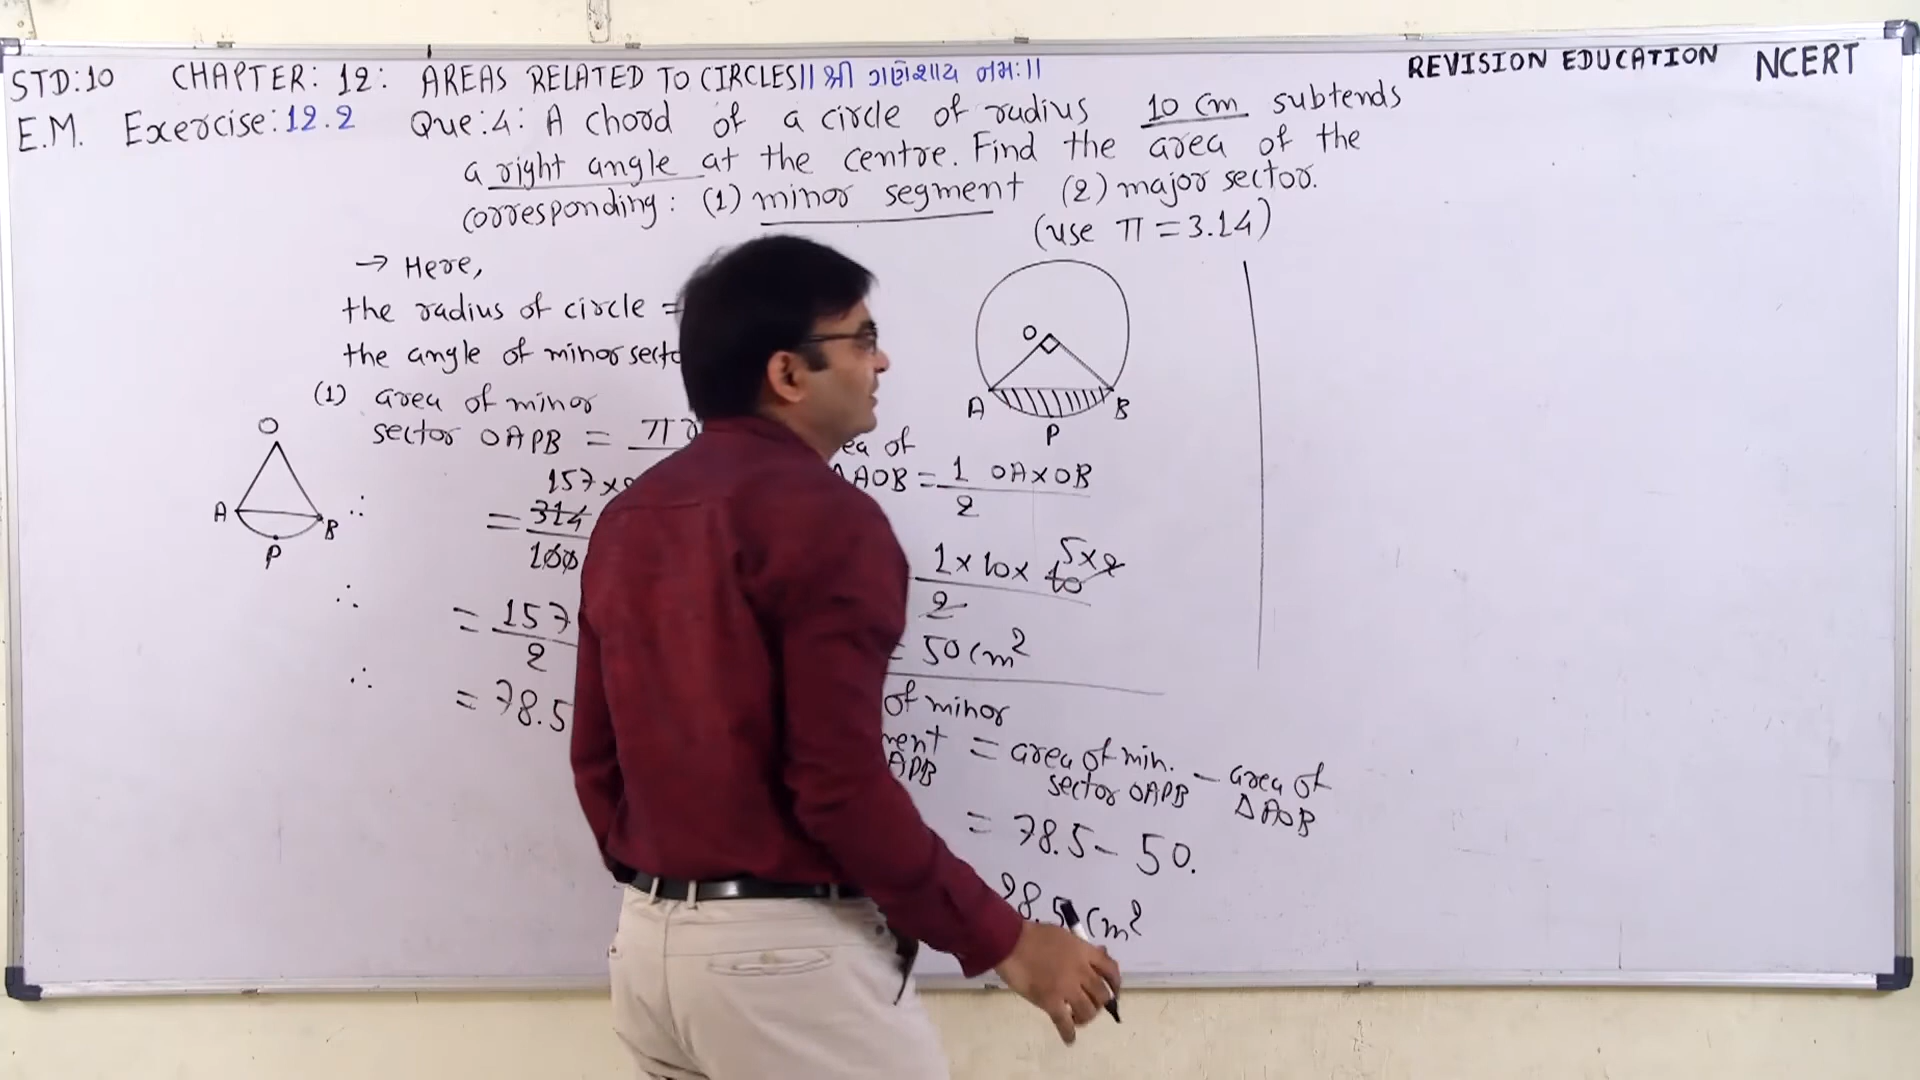 STD:10 CHAPTER: 12: AREAS RELATED TO CIRCLES || શ્રી ગણેશાય નમઃ || REVISION EDUCATION NCERT
E.M. Exercise: 12.2 Que:4: A chord of a circle of radius 10 cm subtends
a right angle at the centre. Find the area of the
corresponding: (1) minor segment (2) major sector.
(use π = 3.14)
→ Here,
the radius of circle =
the angle of minor secto
(1) area of minor
sector OAPB = π
157 ×
∴ = 314
100
∴ = 157
2
∴ = 78.5
O
A B
P
O
A B
P
ea of
AOB = 1 OA × OB
2
1 × 10 × 10 5 × 2
2
= 50 cm²
of minor
ment = area of min. – area of
APB sector OAPB ΔAOB
= 78.5 – 50.
28.5 cm²